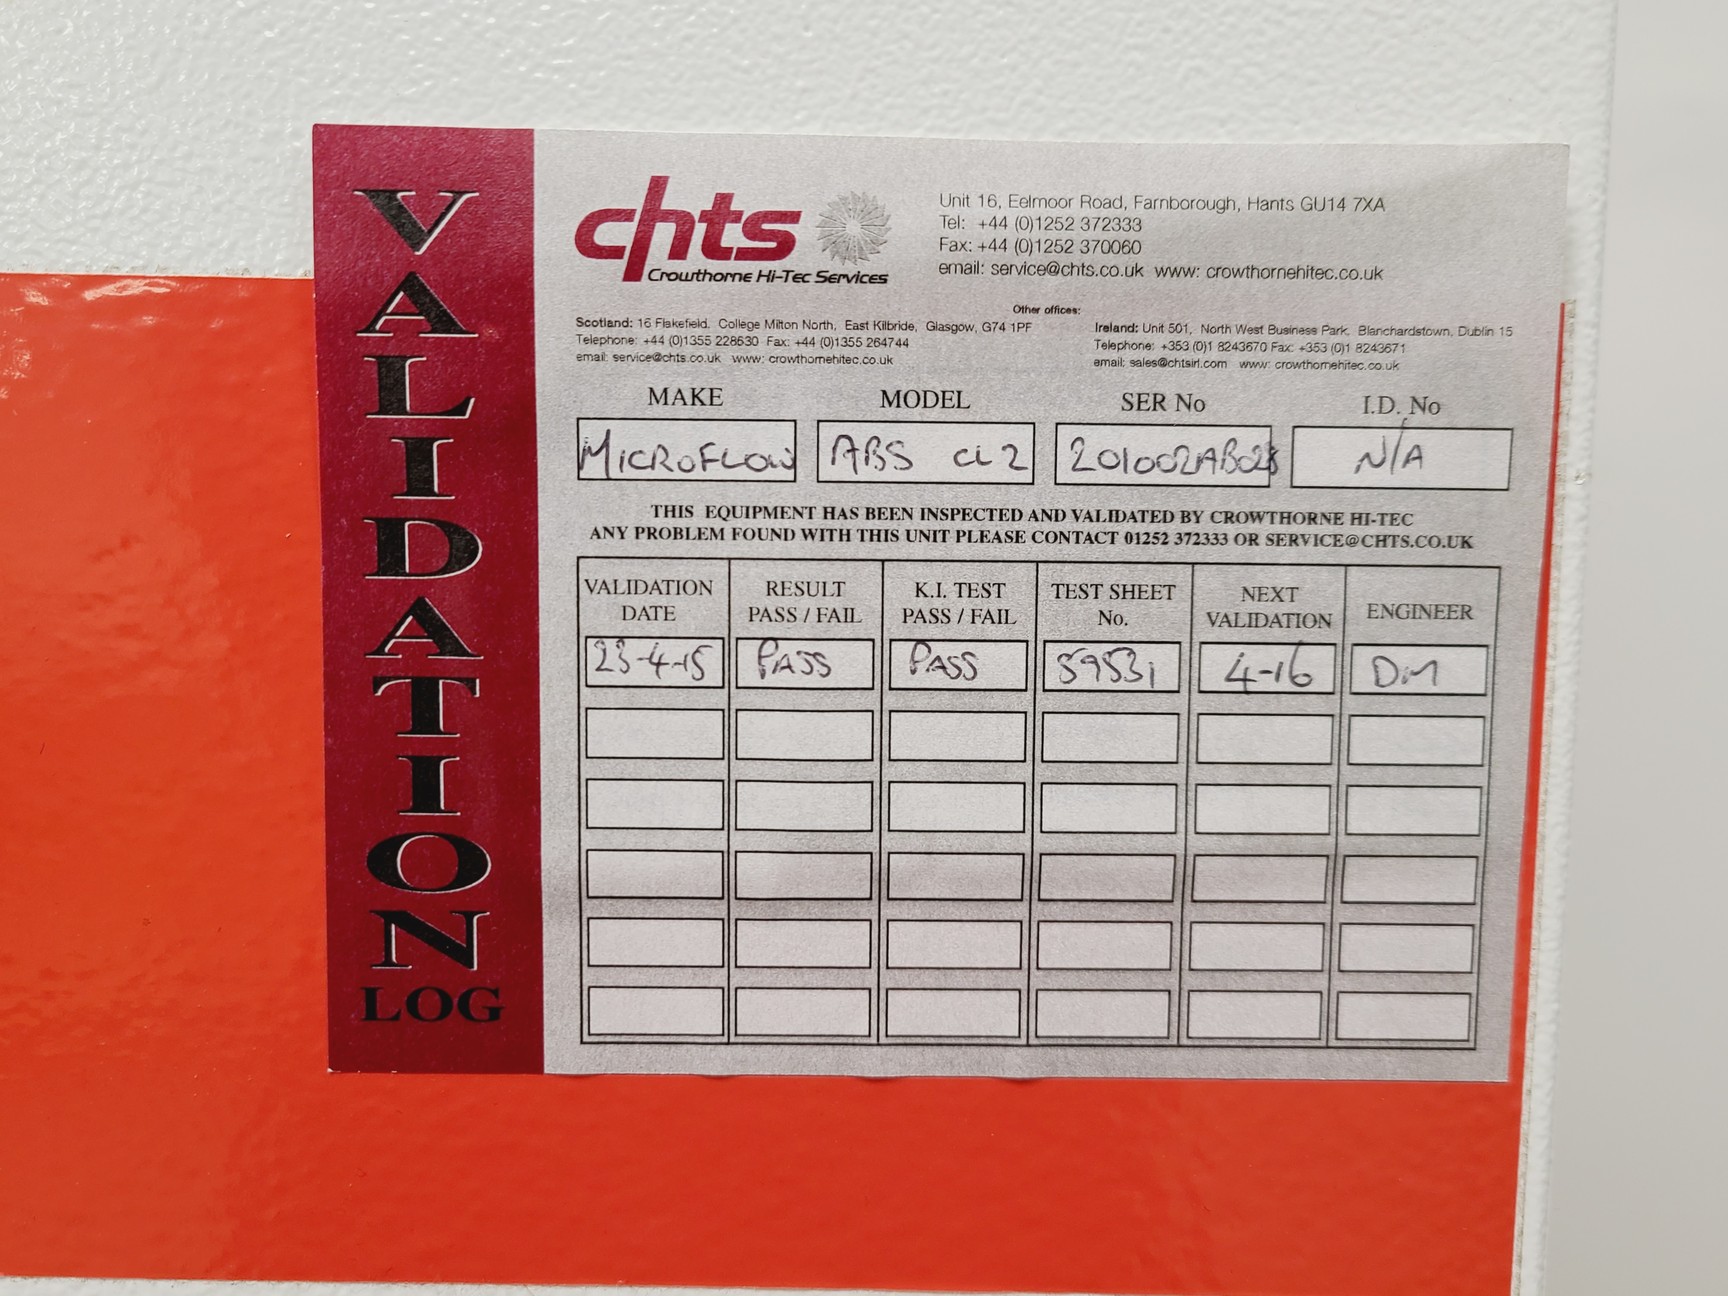 VALIDATION
LOG
chts
Crowthorne Hi-Tec Services
Unit 16, Eelmoor Road, Farnborough, Hants GU14 7XA
Tel: +44 (0)1252 372333
Fax: +44 (0)1252 370060
email: service@chts.co.uk www: crowthornehitec.co.uk
Other offices:
Scotland: 16 Flakefield, College Milton North, East Kilbride, Glasgow, G74 1PF
Telephone: +44 (0)1355 228630 Fax: +44 (0)1355 264744
email: service@chts.co.uk www: crowthornehitec.co.uk
Ireland: Unit 501, North West Business Park, Blanchardstown, Dublin 15
Telephone: +353 (0)1 8243670 Fax: +353 (0)1 8243671
email: sales@chtsirl.com www: crowthornehitec.co.uk
MAKE MODEL SER No I.D. No
MICROFLOW ABS CL2 201002AB028 N/A
THIS EQUIPMENT HAS BEEN INSPECTED AND VALIDATED BY CROWTHORNE HI-TEC
ANY PROBLEM FOUND WITH THIS UNIT PLEASE CONTACT 01252 372333 OR SERVICE@CHTS.CO.UK
VALIDATION DATE RESULT PASS / FAIL K.I. TEST PASS / FAIL TEST SHEET No. NEXT VALIDATION ENGINEER
23-4-15 PASS PASS 59531 4-16 DM